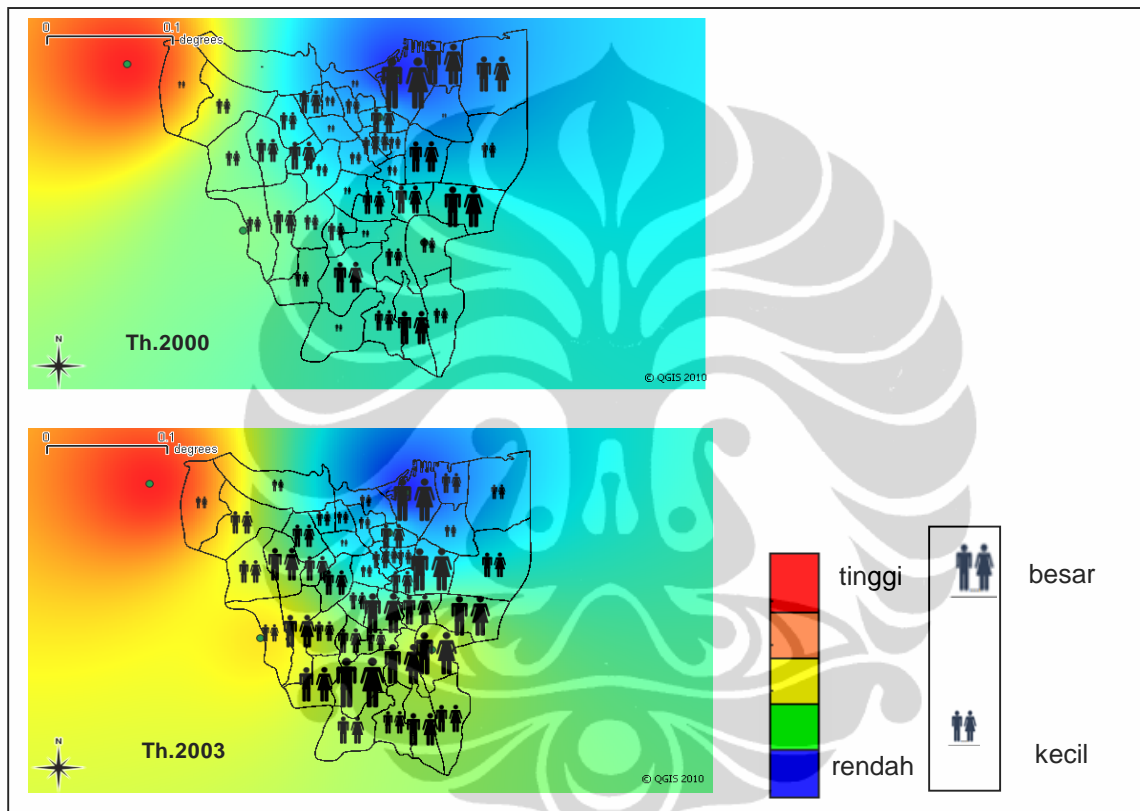 0 0.1
degrees
N
Th.2000
© QGIS 2010
0 0.1
degrees
N
Th.2003
© QGIS 2010
tinggi
rendah
besar
kecil